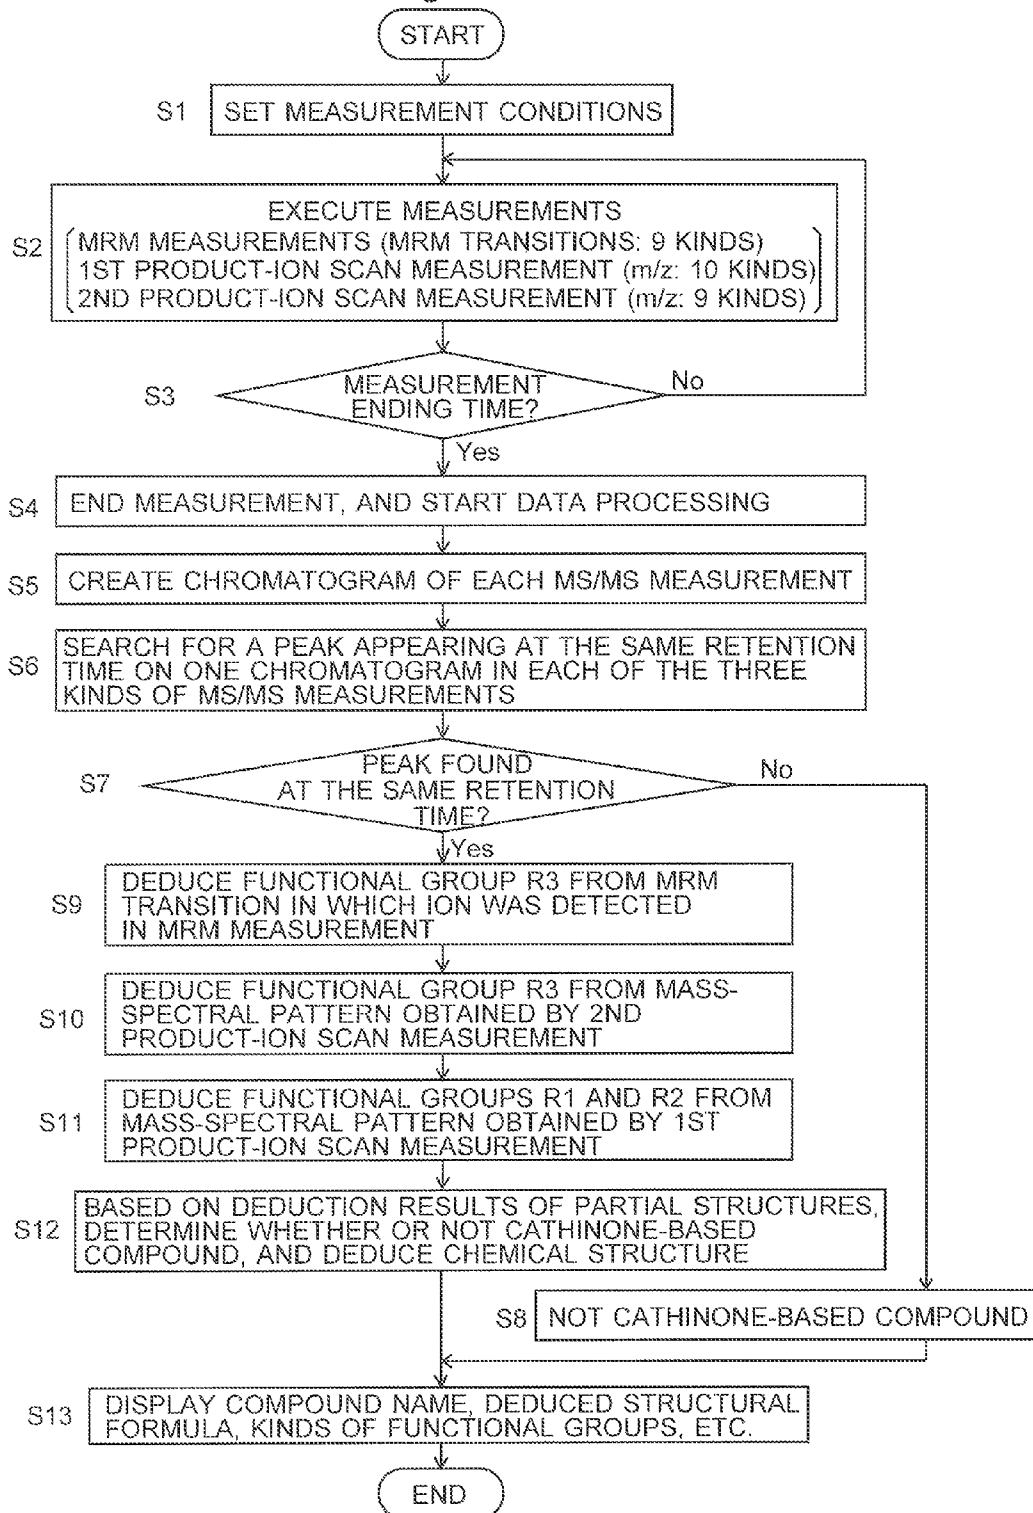 START
S1 SET MEASUREMENT CONDITIONS
EXECUTE MEASUREMENTS
S2
MRM MEASUREMENTS (MRM TRANSITIONS: 9 KINDS)
1ST PRODUCT-ION SCAN MEASUREMENT (m/z: 10 KINDS)
2ND PRODUCT-ION SCAN MEASUREMENT (m/z: 9 KINDS)
S3
MEASUREMENT
ENDING TIME?
No
Yes
S4 END MEASUREMENT, AND START DATA PROCESSING
S5 CREATE CHROMATOGRAM OF EACH MS/MS MEASUREMENT
S6
SEARCH FOR A PEAK APPEARING AT THE SAME RETENTION
TIME ON ONE CHROMATOGRAM IN EACH OF THE THREE
KINDS OF MS/MS MEASUREMENTS
S7
PEAK FOUND
AT THE SAME RETENTION
TIME?
No
Yes
S9
DEDUCE FUNCTIONAL GROUP R3 FROM MRM
TRANSITION IN WHICH ION WAS DETECTED
IN MRM MEASUREMENT
S10
DEDUCE FUNCTIONAL GROUP R3 FROM MASS-
SPECTRAL PATTERN OBTAINED BY 2ND
PRODUCT-ION SCAN MEASUREMENT
S11
DEDUCE FUNCTIONAL GROUPS R1 AND R2 FROM
MASS-SPECTRAL PATTERN OBTAINED BY 1ST
PRODUCT-ION SCAN MEASUREMENT
S12
BASED ON DEDUCTION RESULTS OF PARTIAL STRUCTURES,
DETERMINE WHETHER OR NOT CATHINONE-BASED
COMPOUND, AND DEDUCE CHEMICAL STRUCTURE
S8 NOT CATHINONE-BASED COMPOUND
S13
DISPLAY COMPOUND NAME, DEDUCED STRUCTURAL
FORMULA, KINDS OF FUNCTIONAL GROUPS, ETC.
END